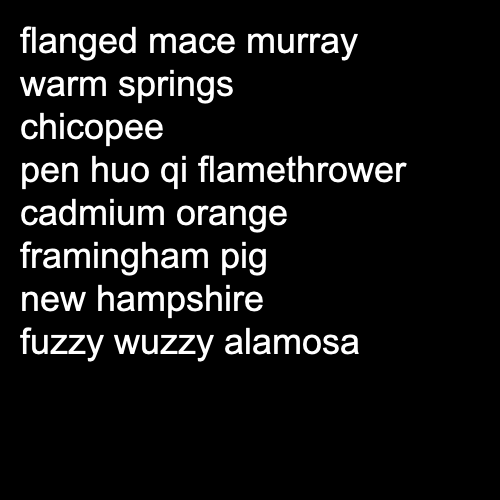 flanged mace murray
warm springs
chicopee
pen huo qi flamethrower
cadmium orange
framingham pig
new hampshire
fuzzy wuzzy alamosa